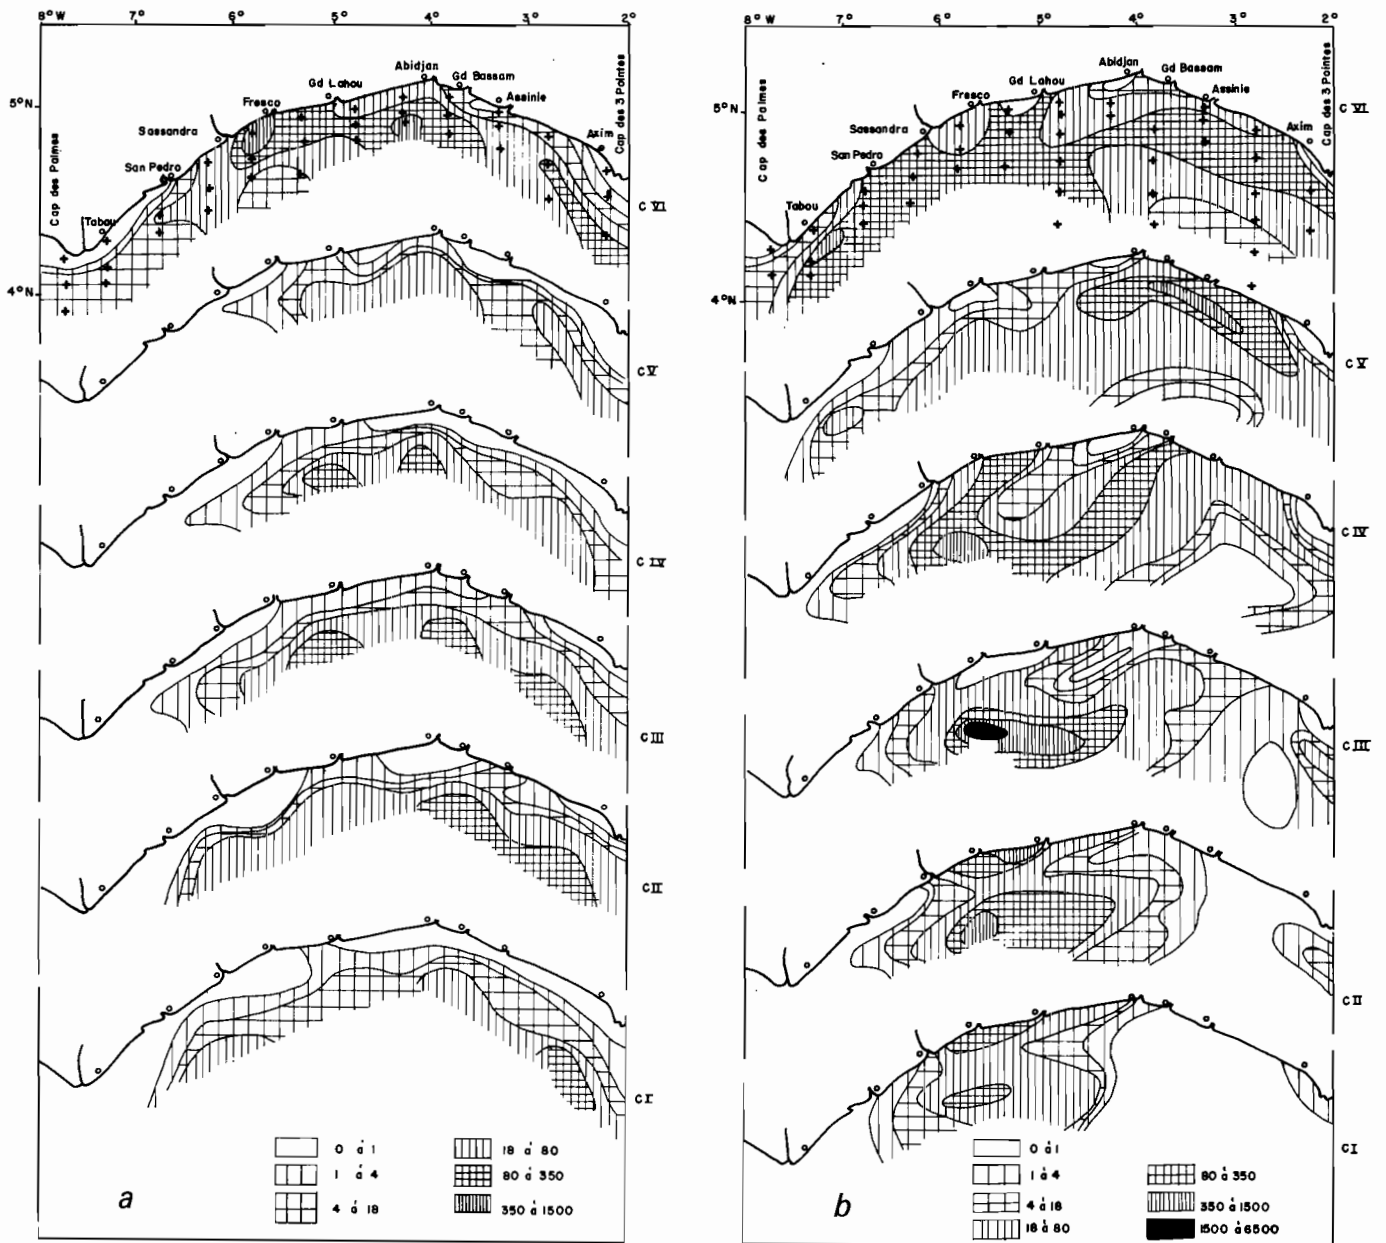 8° W 7° 6° 5° 4° 3° 2°
Abidjan
Gd Bassam
Gd Lahou
Assinie
Fresco
5° N
Sassandra
Axim
Cap des 3 Pointes
Cap des Palmes
San Pedro
Tabou
C VI
4° N
C V
C IV
C III
C II
C I
0 à 1
1 à 4
4 à 18
18 à 80
80 à 350
350 à 1500
a
8° W 7° 6° 5° 4° 3° 2°
Abidjan
Gd Bassam
Gd Lahou
Assinie
Fresco
5° N
C VI
Sassandra
Axim
Cap des 3 Pointes
Cap des Palmes
San Pedro
Tabou
4° N
C V
C IV
C III
C II
C I
0 à 1
1 à 4
4 à 18
18 à 80
80 à 350
350 à 1500
1500 à 6500
b